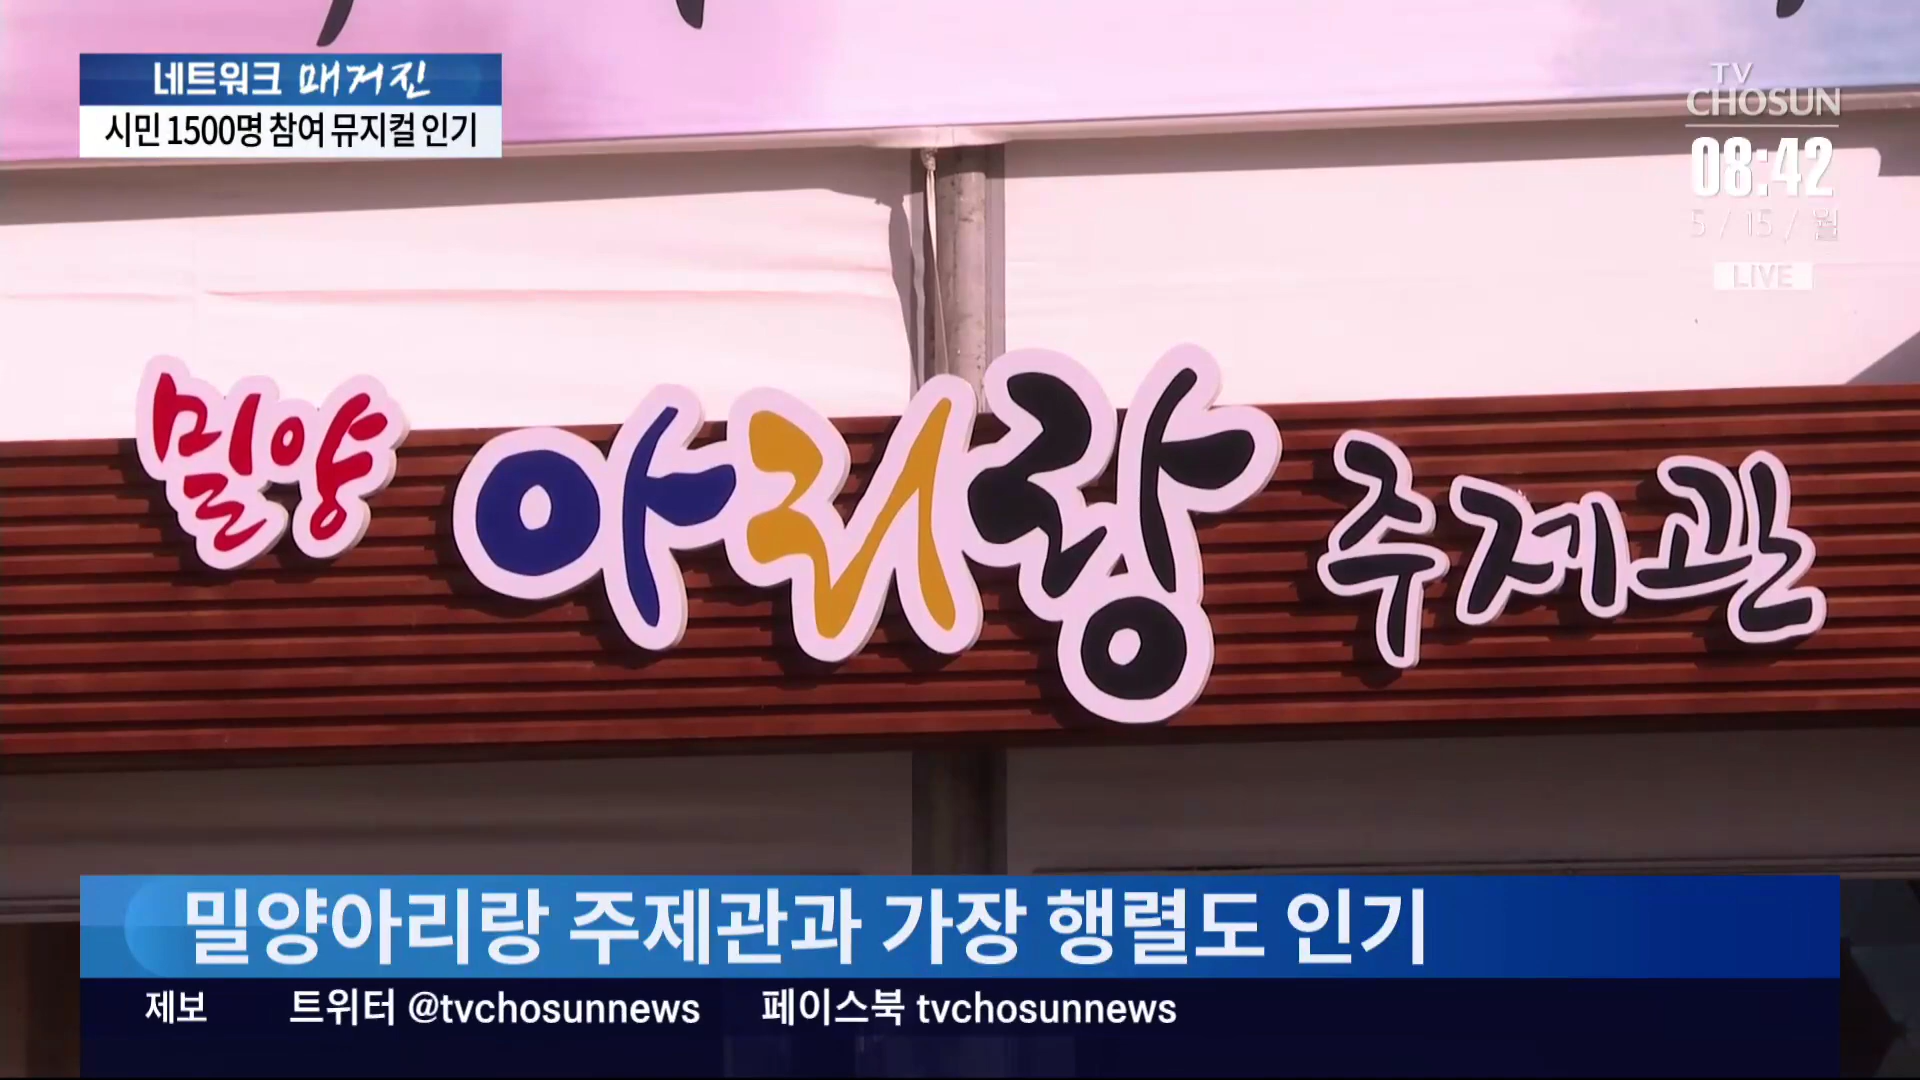 네트워크 매거진
시민 1500명 참여 뮤지컬 인기
TV
CHOSUN
08:42
5 / 15 / 월
LIVE
밀양 아리랑 주제관
밀양아리랑 주제관과 가장 행렬도 인기
제보 트위터 @tvchosunnews 페이스북 tvchosunnews